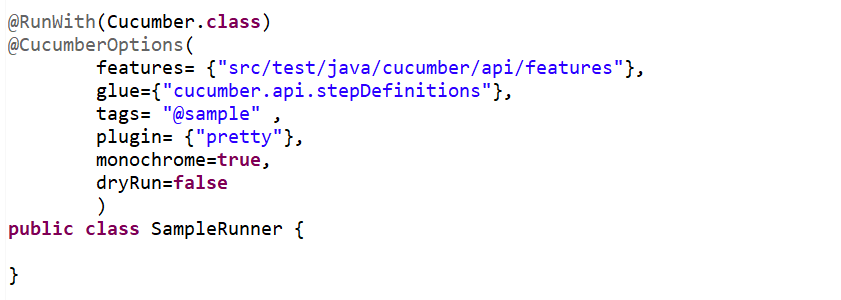 @RunWith(Cucumber.class)
@CucumberOptions(
features= {"src/test/java/cucumber/api/features"},
glue={"cucumber.api.stepDefinitions"},
tags= "@sample" ,
plugin= {"pretty"},
monochrome=true,
dryRun=false
)
public class SampleRunner {
}